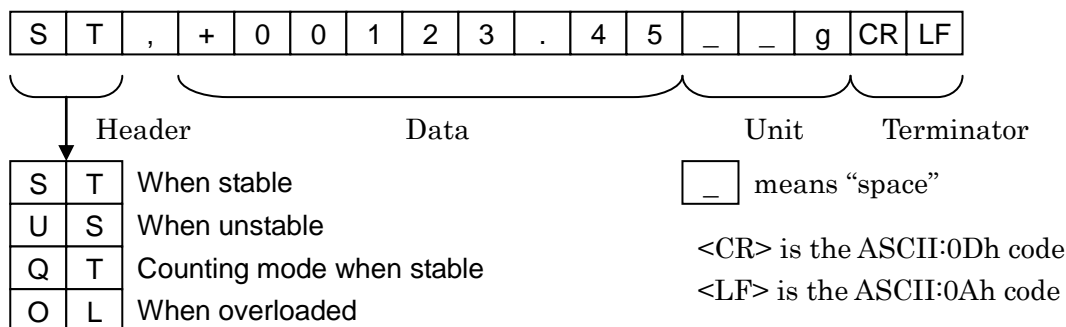 S T , + 0 0 1 2 3 . 4 5 _ _ g CR LF
Header Data Unit Terminator
S T When stable
_ means “space”
U S When unstable
<CR> is the ASCII:0Dh code
Q T Counting mode when stable
<LF> is the ASCII:0Ah code
O L When overloaded